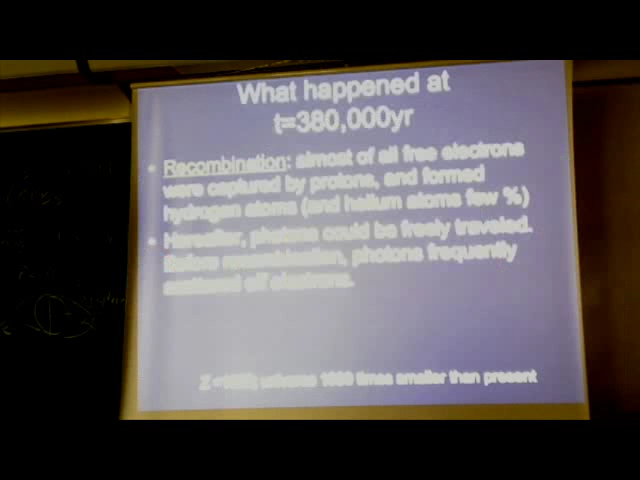 What happened at
t=380,000yr
• Recombination: almost of all free electrons
were captured by protons, and formed
hydrogen atoms (and helium atoms few %)
• Hereafter, photons could be freely traveled.
Before recombination, photons frequently
scattered off electrons.
universe 1000 times smaller than present